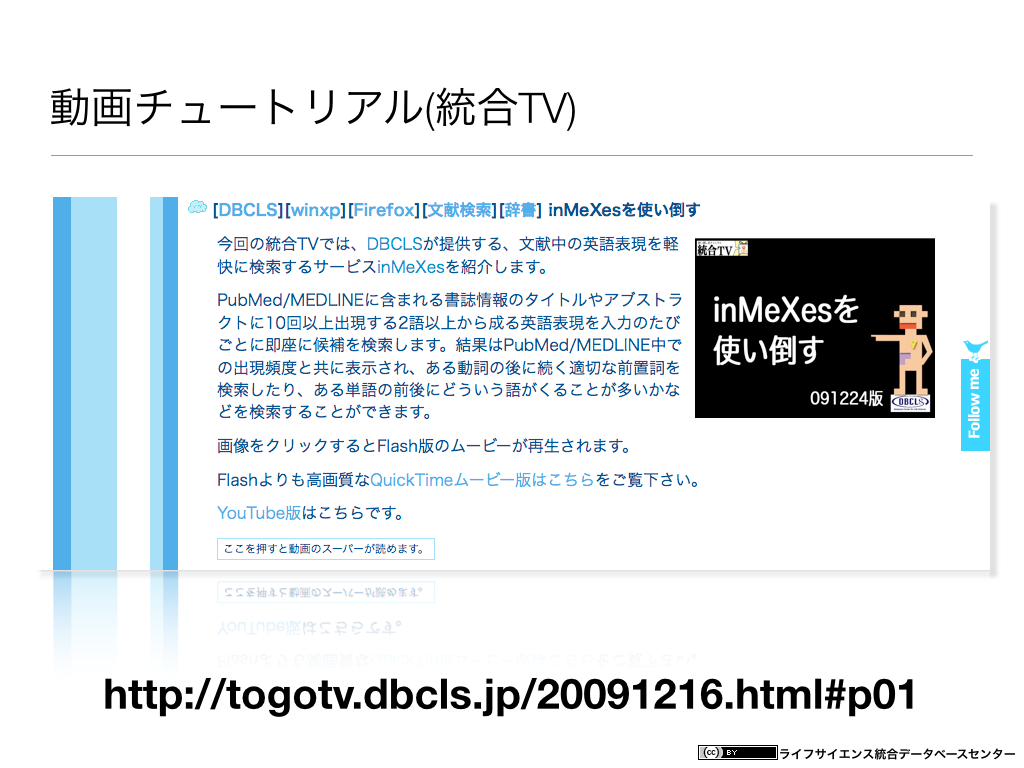 動画チュートリアル(統合TV)
[DBCLS][winxp][Firefox][文献検索][辞書] inMeXesを使い倒す
今回の統合TVでは、DBCLSが提供する、文献中の英語表現を軽
快に検索するサービスinMeXesを紹介します。
PubMed/MEDLINEに含まれる書誌情報のタイトルやアブストラ
クトに10回以上出現する2語以上から成る英語表現を入力のたび
ごとに即座に候補を検索します。結果はPubMed/MEDLINE中で
の出現頻度と共に表示され、ある動詞の後に続く適切な前置詞を
検索したり、ある単語の前後にどういう語がくることが多いかな
どを検索することができます。
画像をクリックするとFlash版のムービーが再生されます。
Flashよりも高画質なQuickTimeムービー版はこちらをご覧下さい。
YouTube版はこちらです。
ここを押すと動画のスーパーが読めます。
統合TV
inMeXesを
使い倒す
091224版
DBCLS
Follow me
http://togotv.dbcls.jp/20091216.html#p01
(cc) BY
ライフサイエンス統合データベースセンター